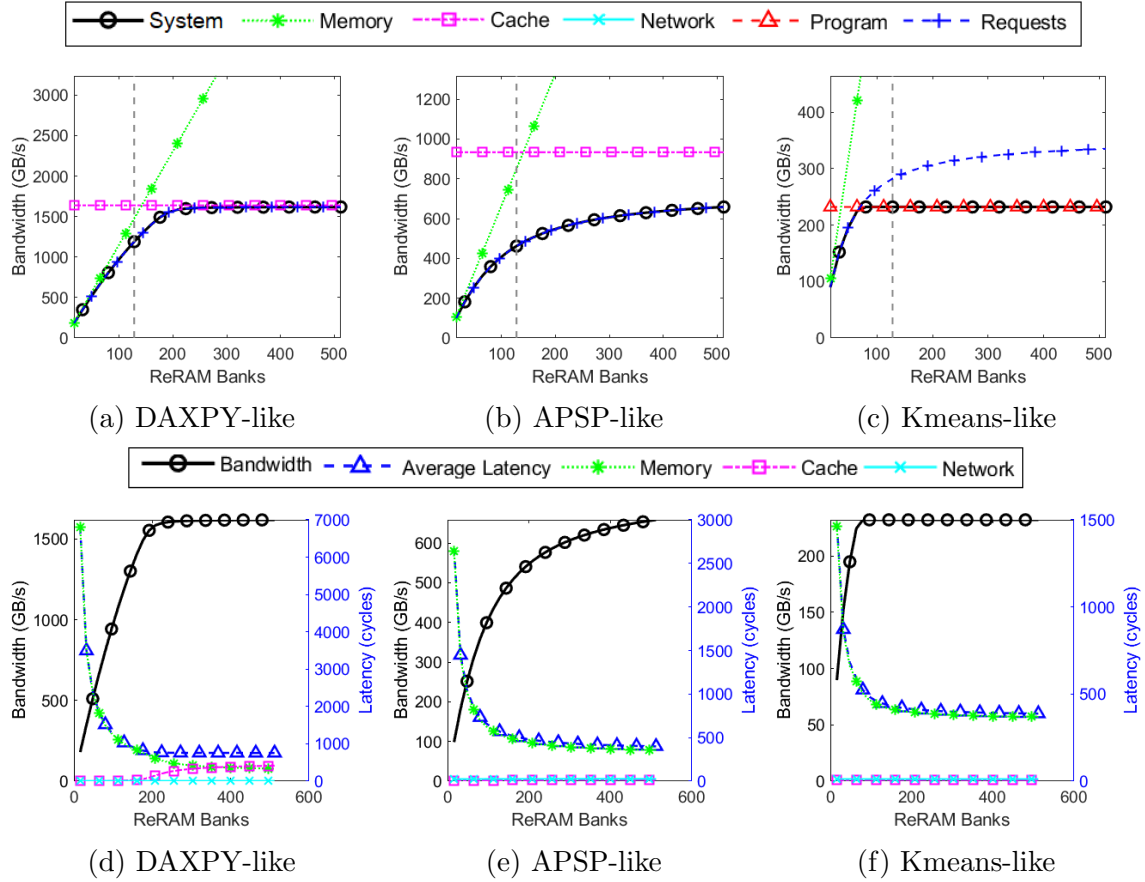 System Memory Cache Network Program Requests
3000
2500
2000
1500
1000
500
0
Bandwidth (GB/s)
100 200 300 400 500
ReRAM Banks
(a) DAXPY-like
1200
1000
800
600
400
200
0
Bandwidth (GB/s)
100 200 300 400 500
ReRAM Banks
(b) APSP-like
400
300
200
100
0
Bandwidth (GB/s)
100 200 300 400 500
ReRAM Banks
(c) Kmeans-like
Bandwidth Average Latency Memory Cache Network
1500
1000
500
0
Bandwidth (GB/s)
7000
6000
5000
4000
3000
2000
1000
0
Latency (cycles)
0 200 400 600
ReRAM Banks
(d) DAXPY-like
600
500
400
300
200
100
0
Bandwidth (GB/s)
3000
2500
2000
1500
1000
500
0
Latency (cycles)
0 200 400 600
ReRAM Banks
(e) APSP-like
200
150
100
50
0
Bandwidth (GB/s)
1500
1000
500
0
Latency (cycles)
0 200 400 600
ReRAM Banks
(f) Kmeans-like